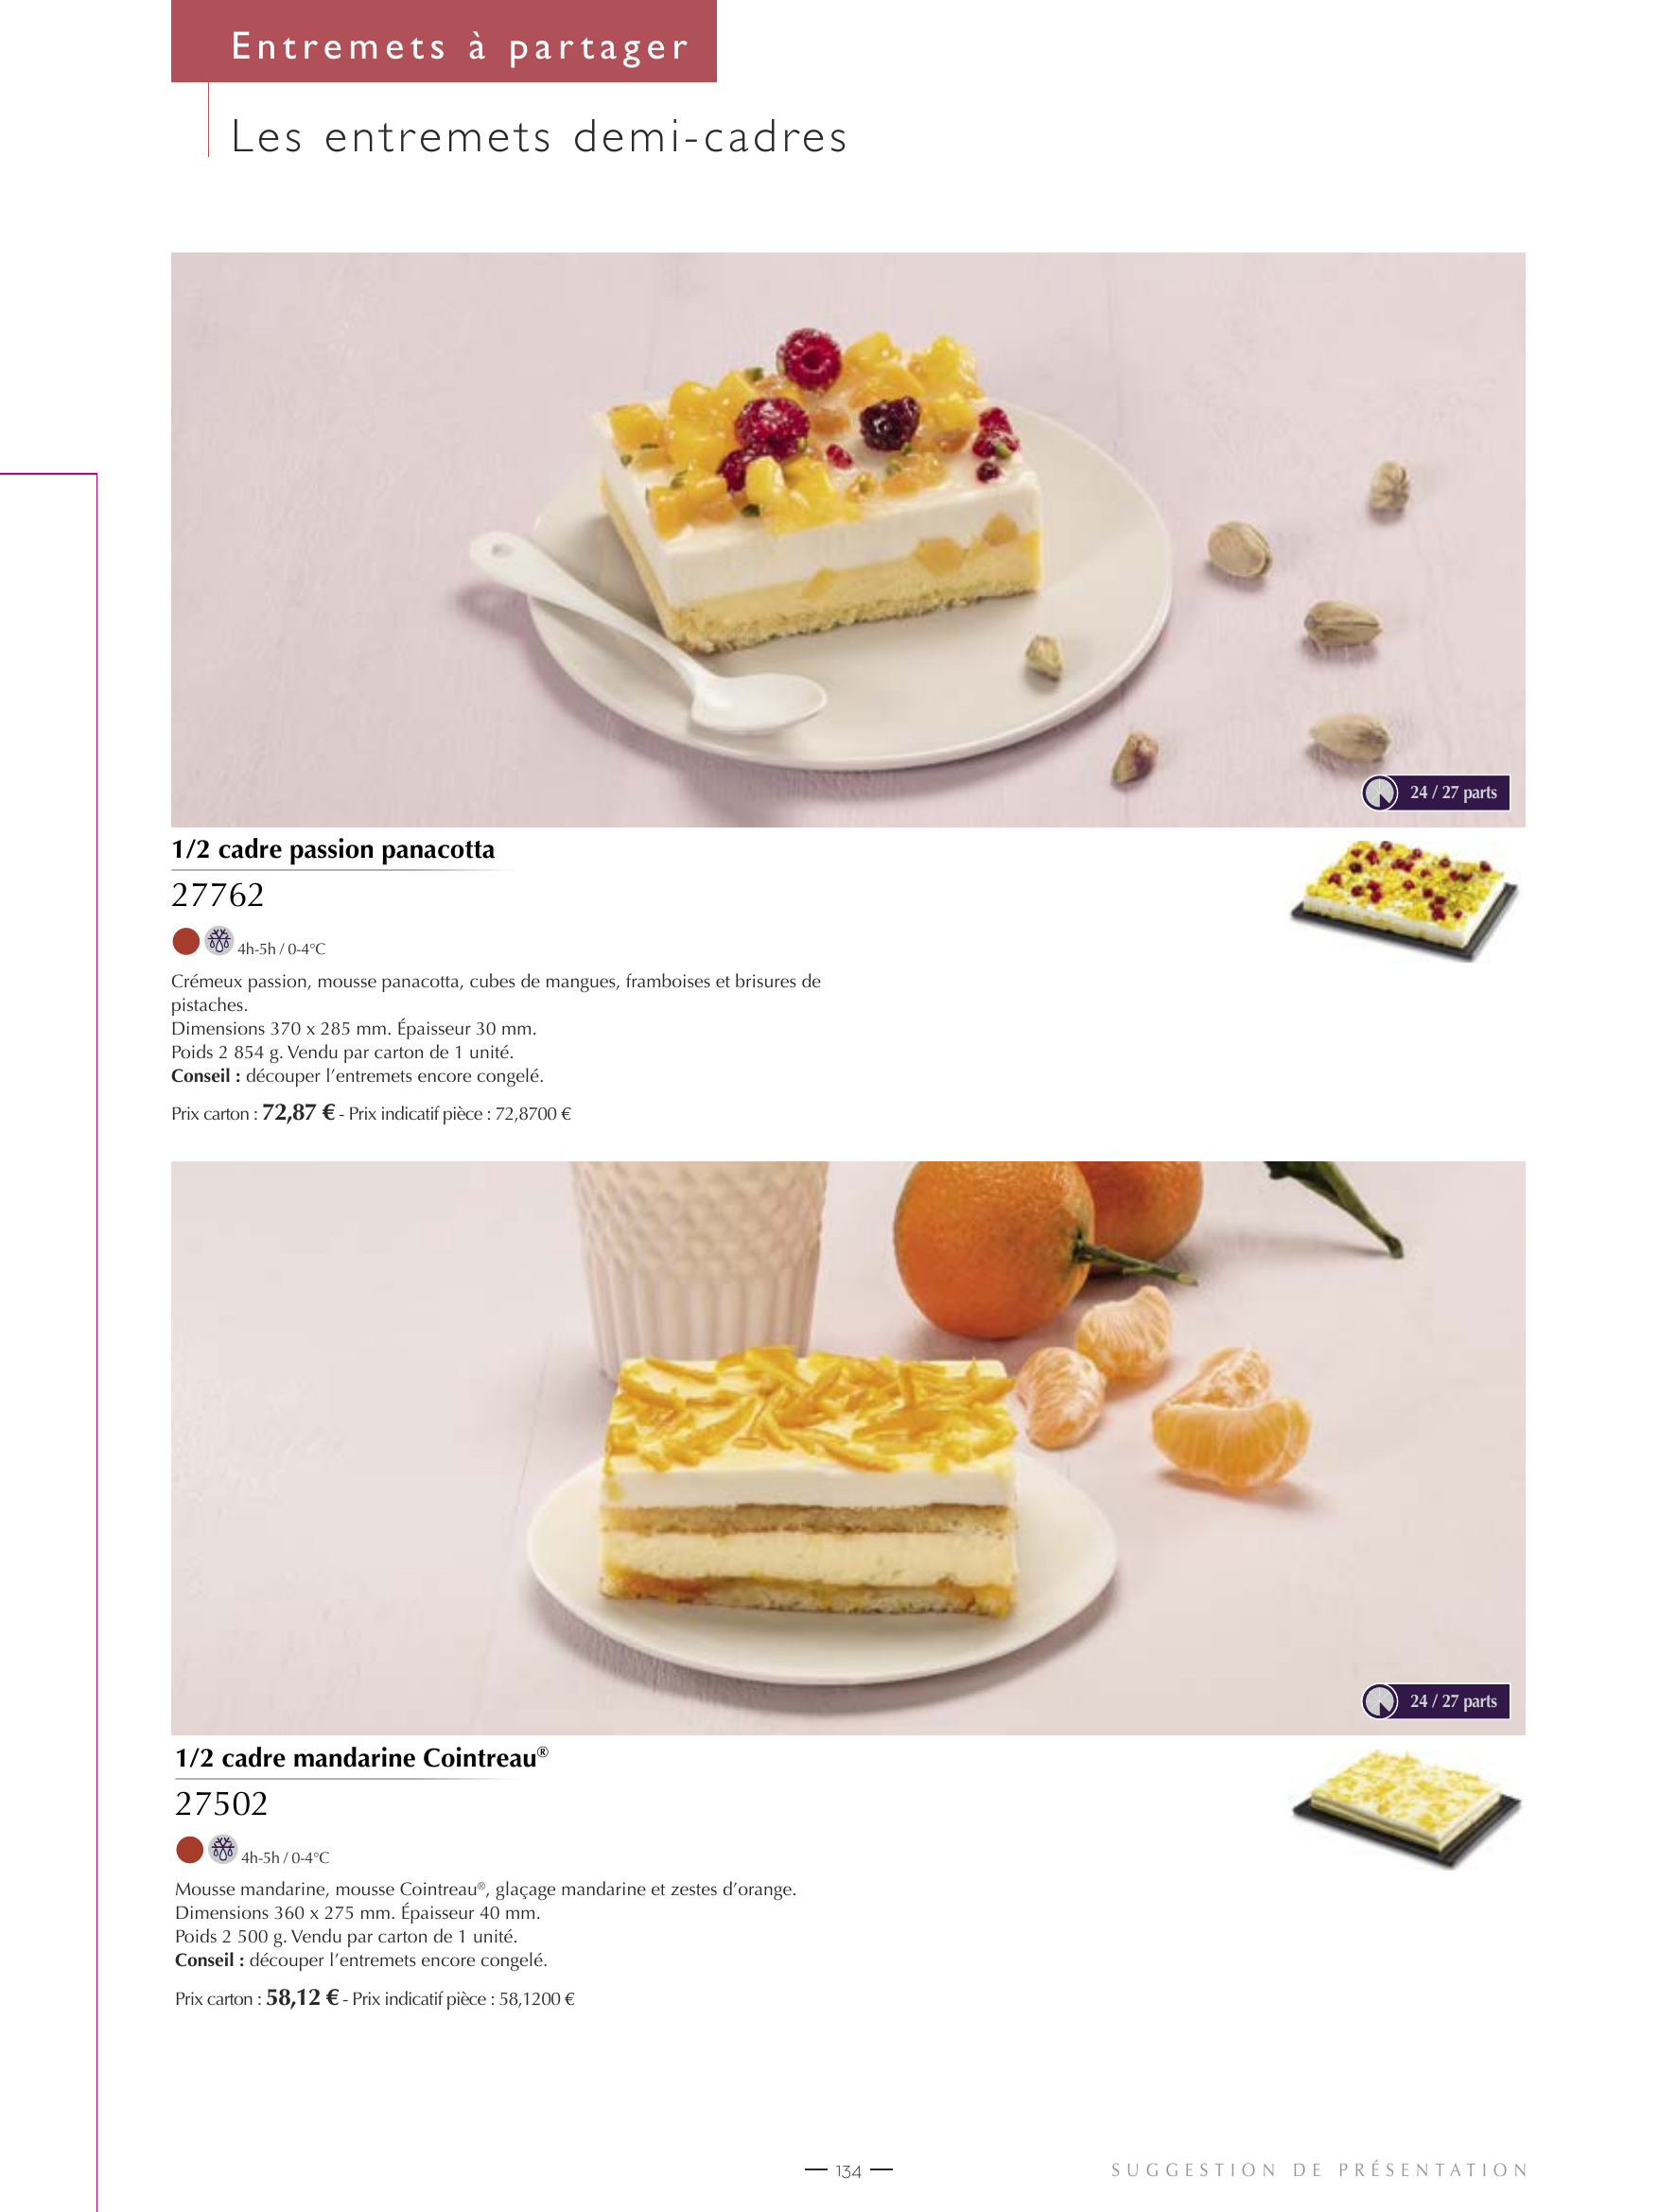 Entremets à partager
Les entremets demi-cadres
24 / 27 parts
1/2 cadre passion panacotta
27762
4h-5h / 0-4°C
Crémeux passion, mousse panacotta, cubes de mangues, framboises et brisures de
pistaches.
Dimensions 370 x 285 mm. Épaisseur 30 mm.
Poids 2 854 g. Vendu par carton de 1 unité.
Conseil : découper l’entremets encore congelé.
Prix carton : 72,87 € - Prix indicatif pièce : 72,8700 €
24 / 27 parts
1/2 cadre mandarine Cointreau®
27502
4h-5h / 0-4°C
Mousse mandarine, mousse Cointreau®, glaçage mandarine et zestes d’orange.
Dimensions 360 x 275 mm. Épaisseur 40 mm.
Poids 2 500 g. Vendu par carton de 1 unité.
Conseil : découper l’entremets encore congelé.
Prix carton : 58,12 € - Prix indicatif pièce : 58,1200 €
134
SUGGESTION DE PRÉSENTATION